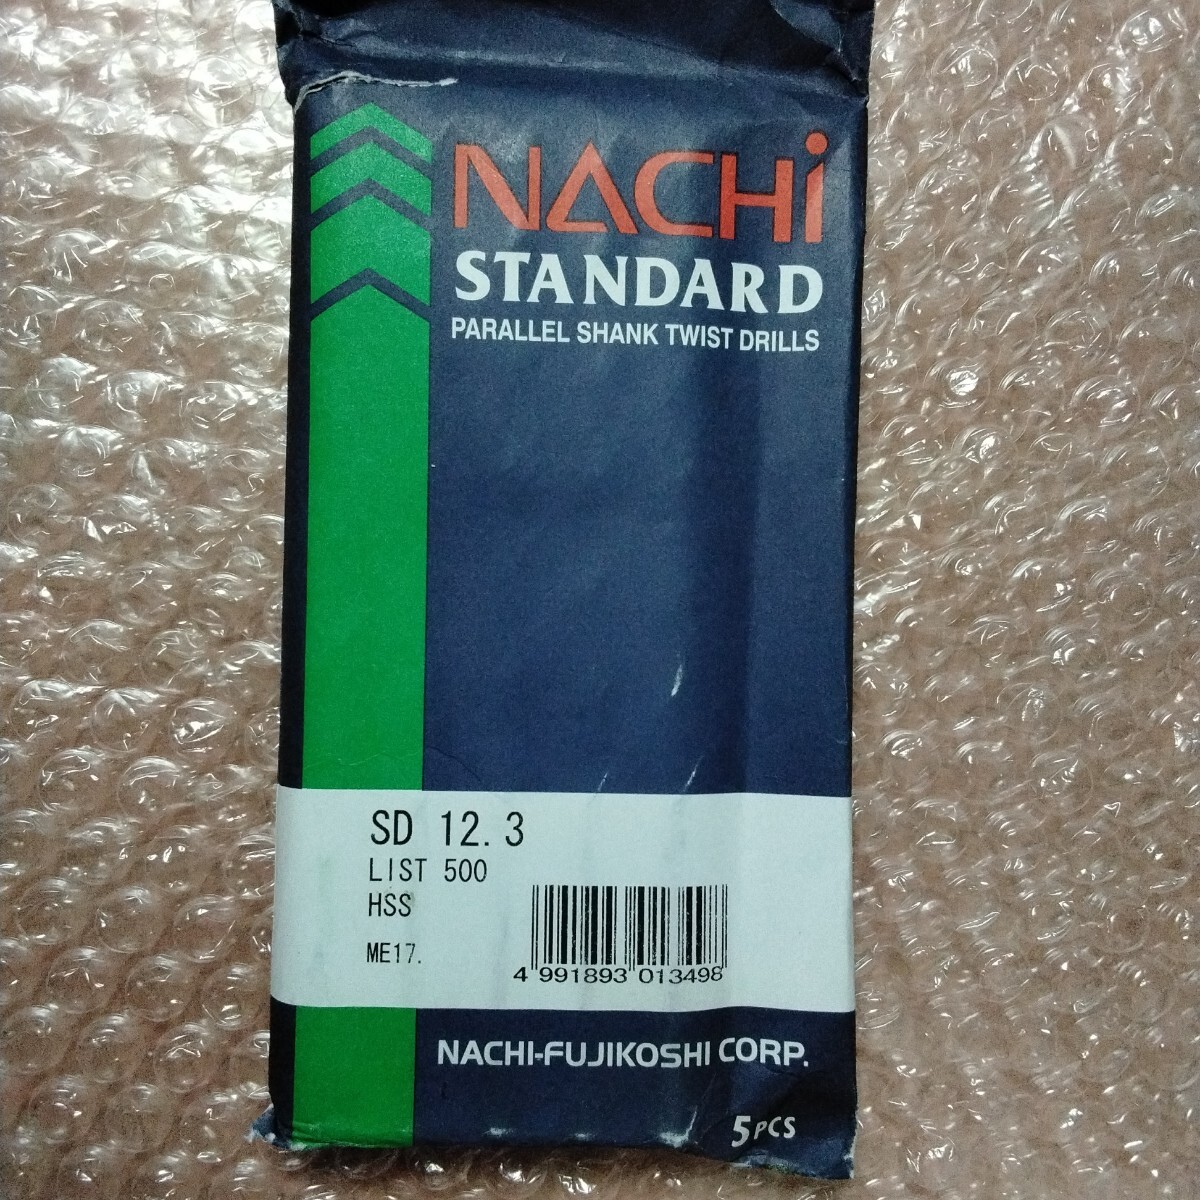 NACHi
STANDARD
PARALLEL SHANK TWIST DRILLS
SD 12.3
LIST 500
HSS
ME17.
4 991893 013498
NACHI-FUJIKOSHI CORP.
5PCS